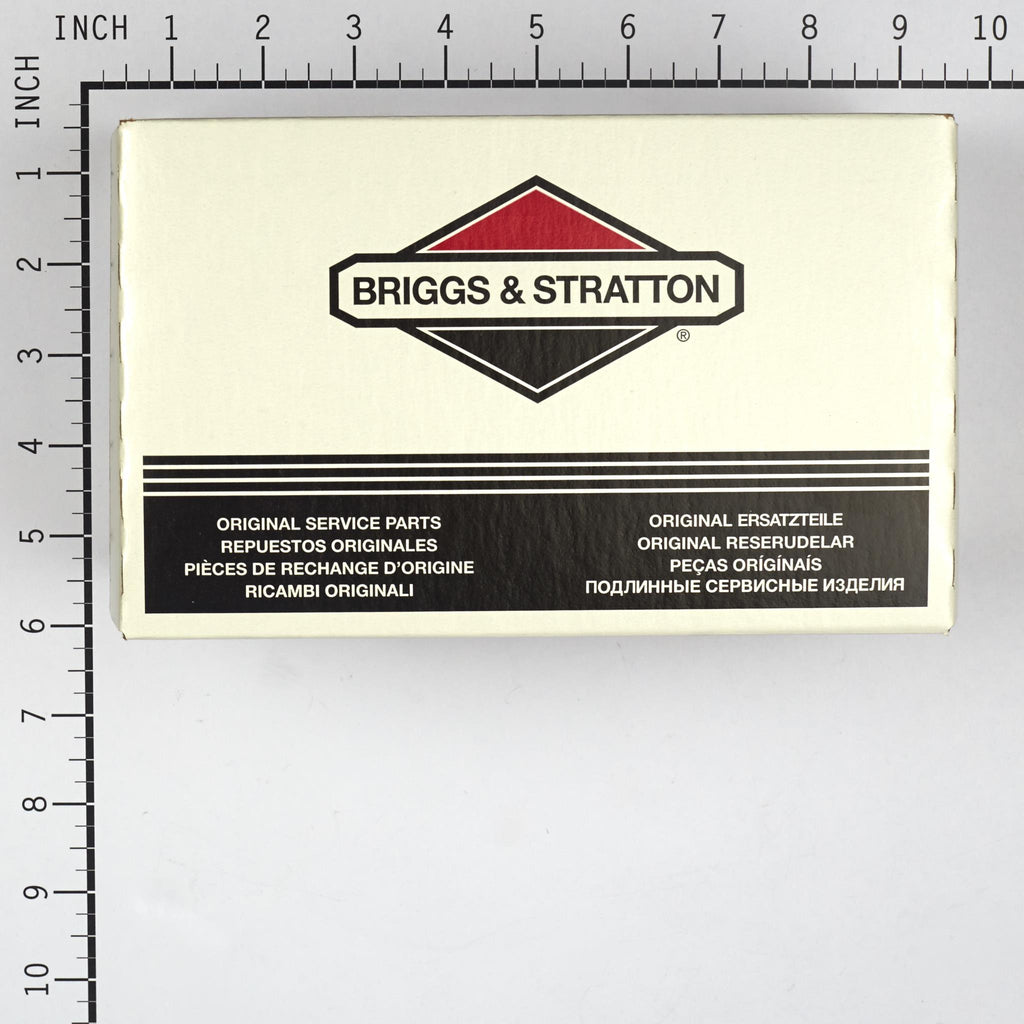 INCH 1 2 3 4 5 6 7 8 9 10
INCH
1
2
3
4
5
6
7
8
9
10
BRIGGS & STRATTON
®
ORIGINAL SERVICE PARTS
REPUESTOS ORIGINALES
PIÈCES DE RECHANGE D'ORIGINE
RICAMBI ORIGINALI
ORIGINAL ERSATZTEILE
ORIGINAL RESERUDELAR
PEÇAS ORÍGÍNAÍS
ПОДЛИННЫЕ СЕРВИСНЫЕ ИЗДЕЛИЯ